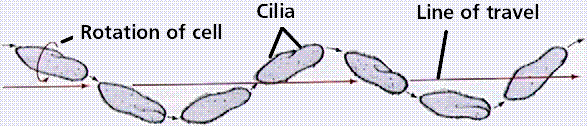 Rotation of cell
Cilia
Line of travel